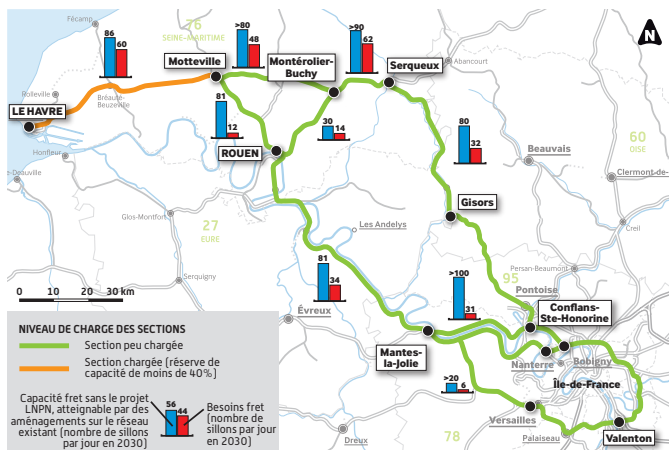 Fécamp
76
SEINE-MARITIME
N
86
60
>80
48
>90
62
Motteville
Montérolier-
Buchy
Serqueux
Abancourt
Rolleville
Bréauté-
Beuzeville
LE HAVRE
81
12
30
14
80
32
60
OISE
Honfleur
ROUEN
Beauvais
Deauville
Clermont-de-
Glos-Montfort
27
EURE
Les Andelys
Gisors
Creil
Serquigny
81
34
>100
31
95
Persan-Beaumont
Pontoise
0 10 20 30 km
Évreux
Conflans-
Ste-Honorine
NIVEAU DE CHARGE DES SECTIONS
Section peu chargée
Section chargée (réserve de
capacité de moins de 40%)
Mantes-
la-Jolie
Nanterre
Bobigny
Île-de-France
>20
6
Capacité fret sans le projet
LNPN, atteignable par des
aménagements sur le réseau
existant (nombre de sillons
par jour en 2030)
56
44
Besoins fret
(nombre de
sillons par jour
en 2030)
Dreux
78
Versailles
Palaiseau
Valenton